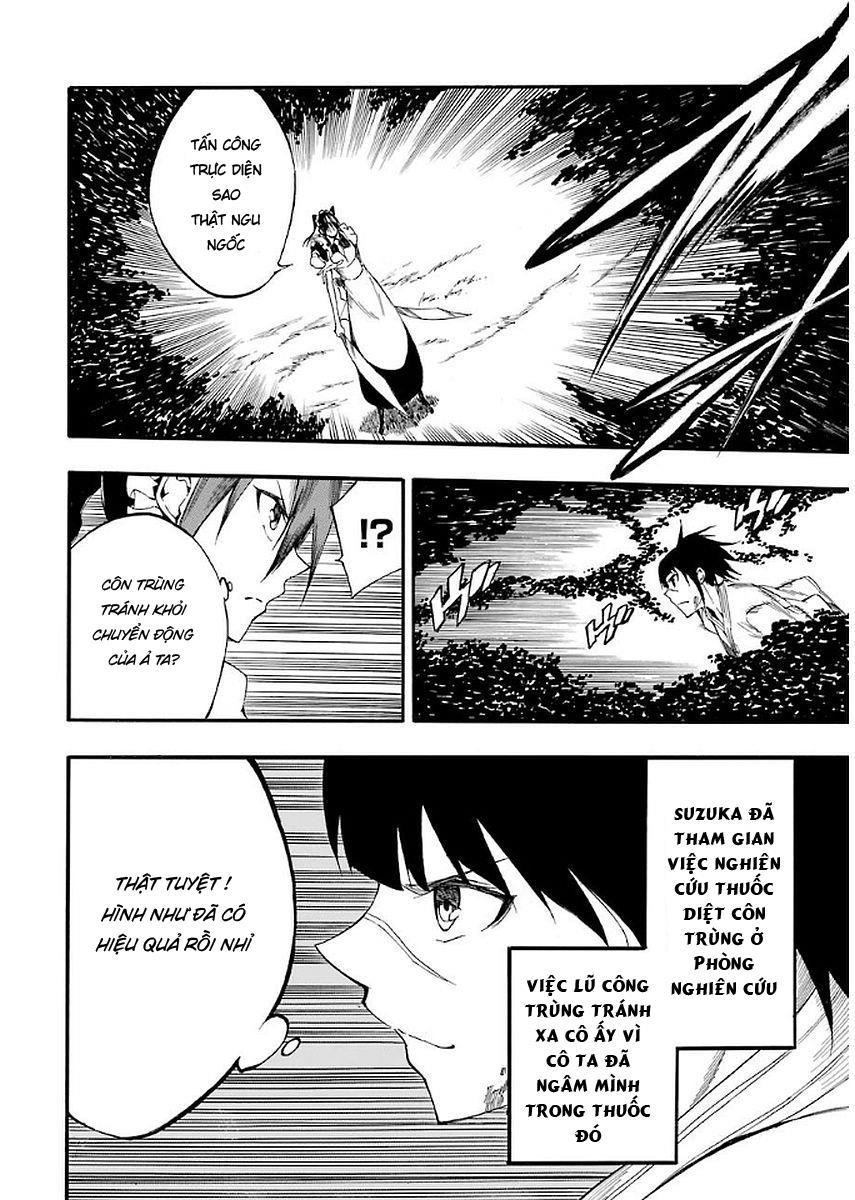 TẤN CÔNG
TRỰC DIỆN
SAO
THẬT NGU
NGỐC
!?
CÔN TRÙNG
TRÁNH KHỎI
CHUYỂN ĐỘNG
CỦA Ả TA?
SUZUKA ĐÃ
THAM GIAN
VIỆC NGHIÊN
CỨU THUỐC
DIỆT CÔN
TRÙNG Ở
PHÒNG
NGHIÊN CỨU
VIỆC LŨ CÔNG
TRÙNG TRÁNH
XA CÔ ẤY VÌ
CÔ TA ĐÃ
NGÂM MÌNH
TRONG THUỐC
ĐÓ
THẬT TUYỆT !
HÌNH NHƯ ĐÃ CÓ
HIỆU QUẢ RỒI NHỈ